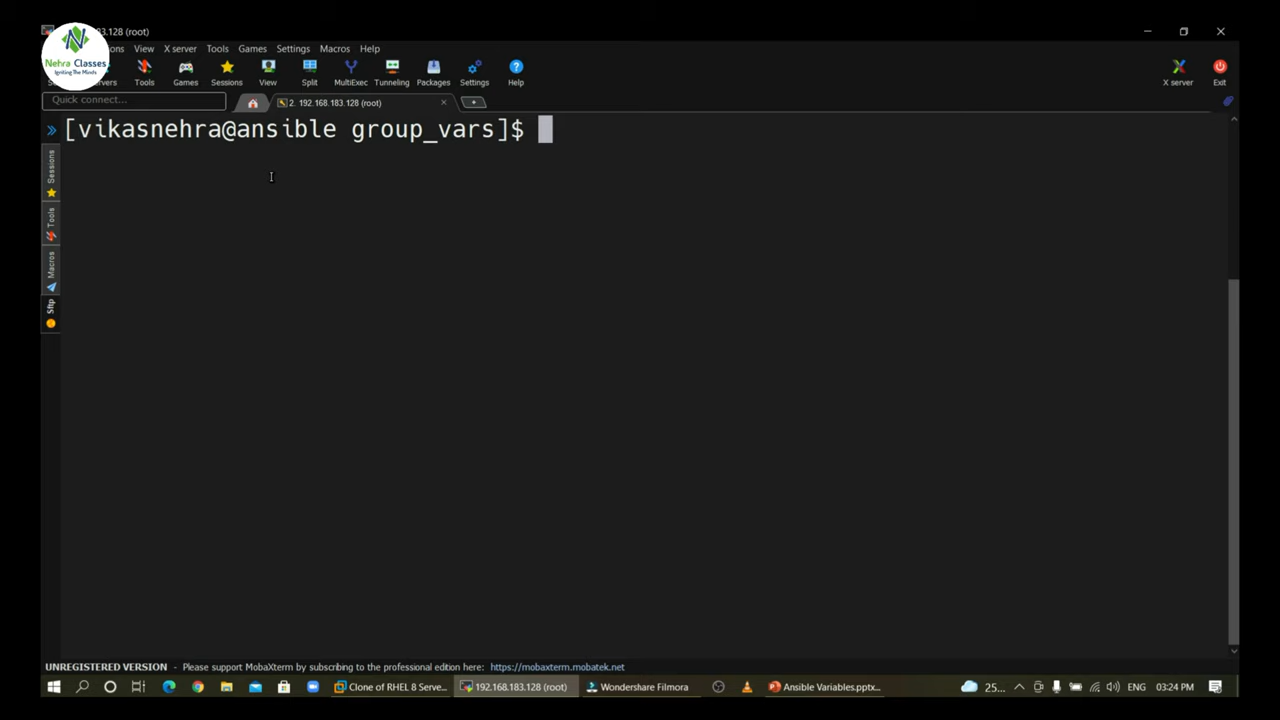 83.128 (root)
ons View X server Tools Games Settings Macros Help
Nehra Classes
Igniting The Minds
ervers Tools Games Sessions View Split MultiExec Tunneling Packages Settings Help X server Exit
Quick connect...
2. 192.168.183.128 (root)
[vikasnehra@ansible group_vars]$
Sessions
Tools
Macros
Sftp
UNREGISTERED VERSION - Please support MobaXterm by subscribing to the professional edition here: https://mobaxterm.mobatek.net
Clone of RHEL 8 Serve... 192.168.183.128 (root) Wondershare Filmora Ansible Variables.pptx... 25... ENG 03:24 PM